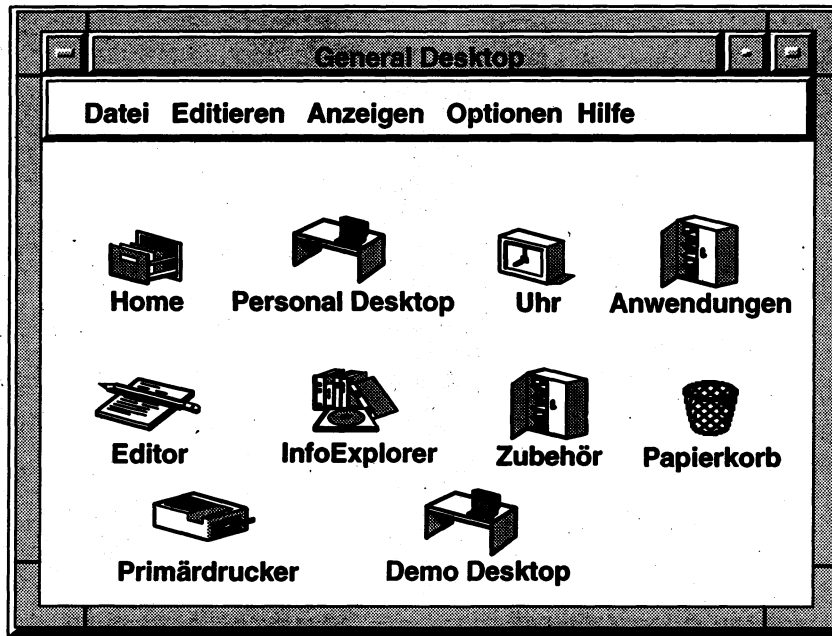 General Desktop
Datei Editieren Anzeigen Optionen Hilfe
Home Personal Desktop Uhr Anwendungen
Editor InfoExplorer Zubehör Papierkorb
Primärdrucker Demo Desktop